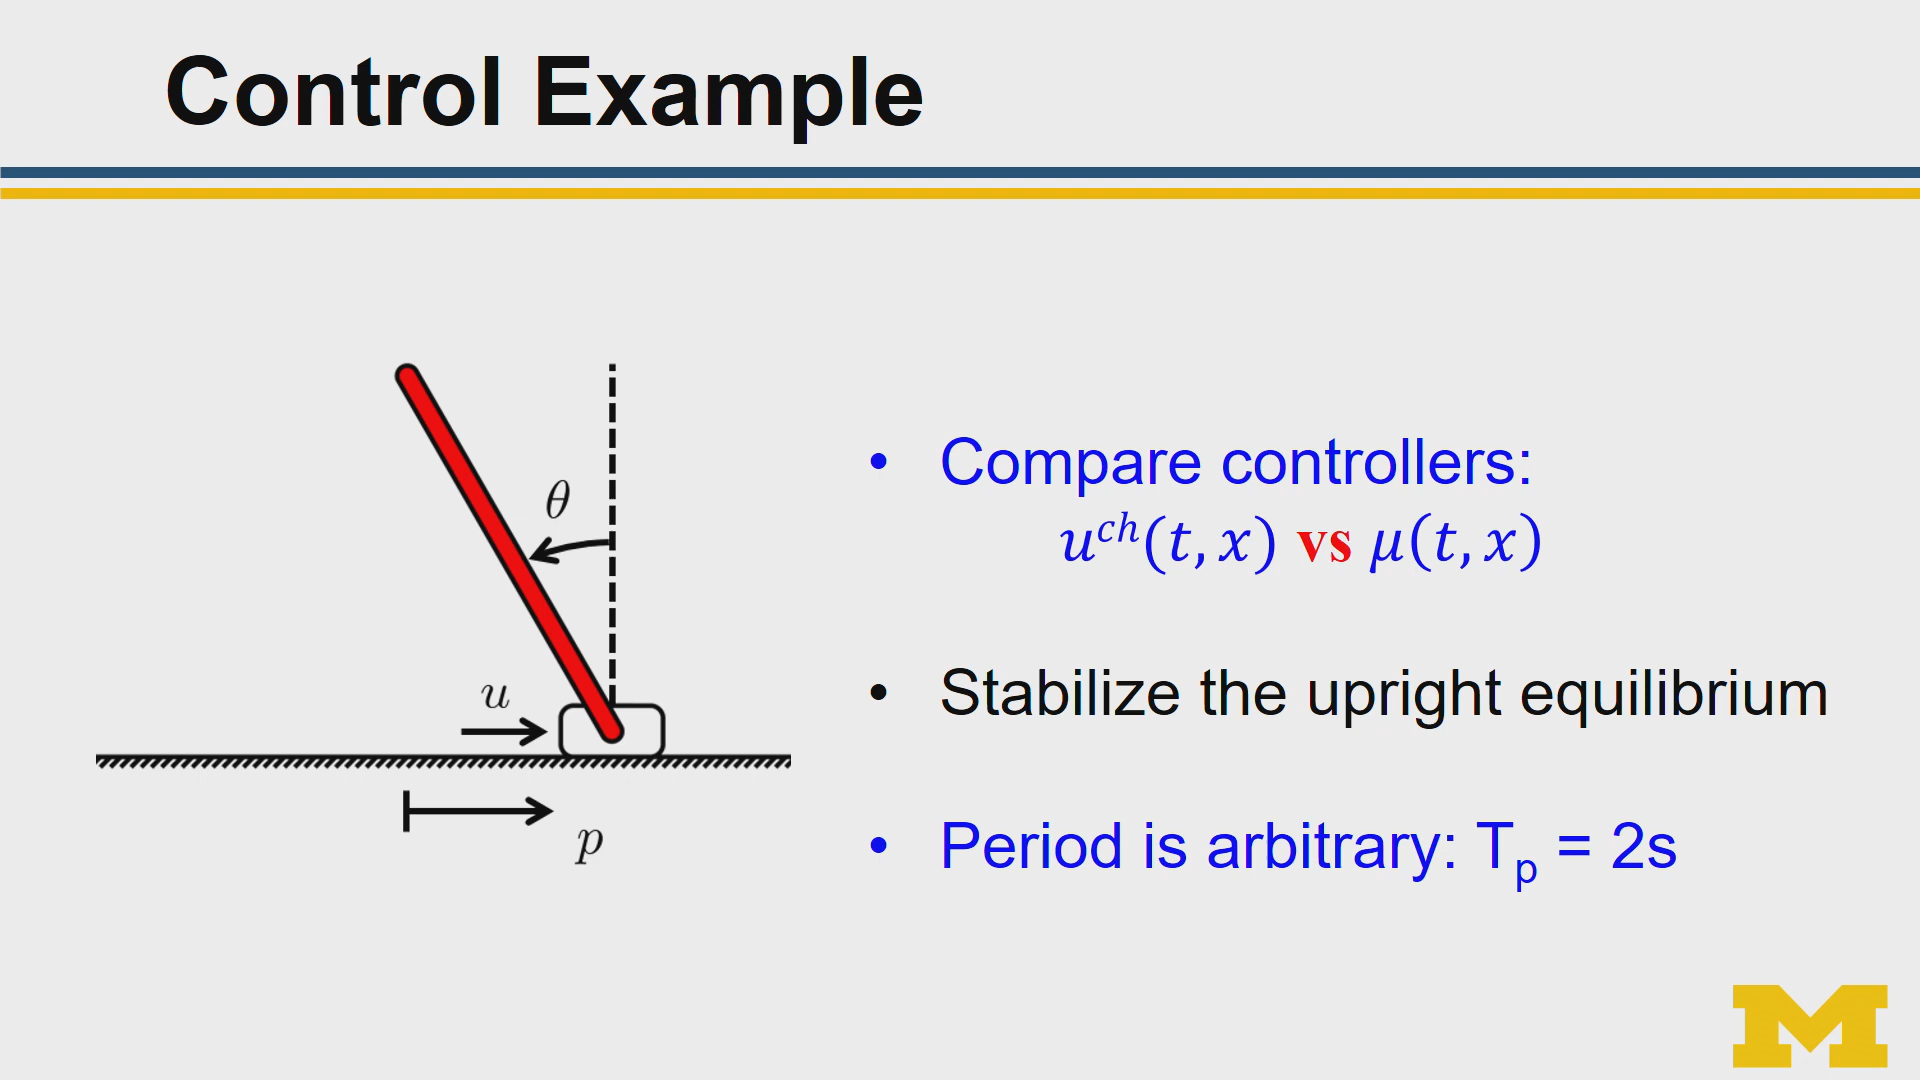 Control Example
θ
u
p
• Compare controllers:
u^{ch}(t, x) vs μ(t, x)
• Stabilize the upright equilibrium
• Period is arbitrary: T_p = 2s
M